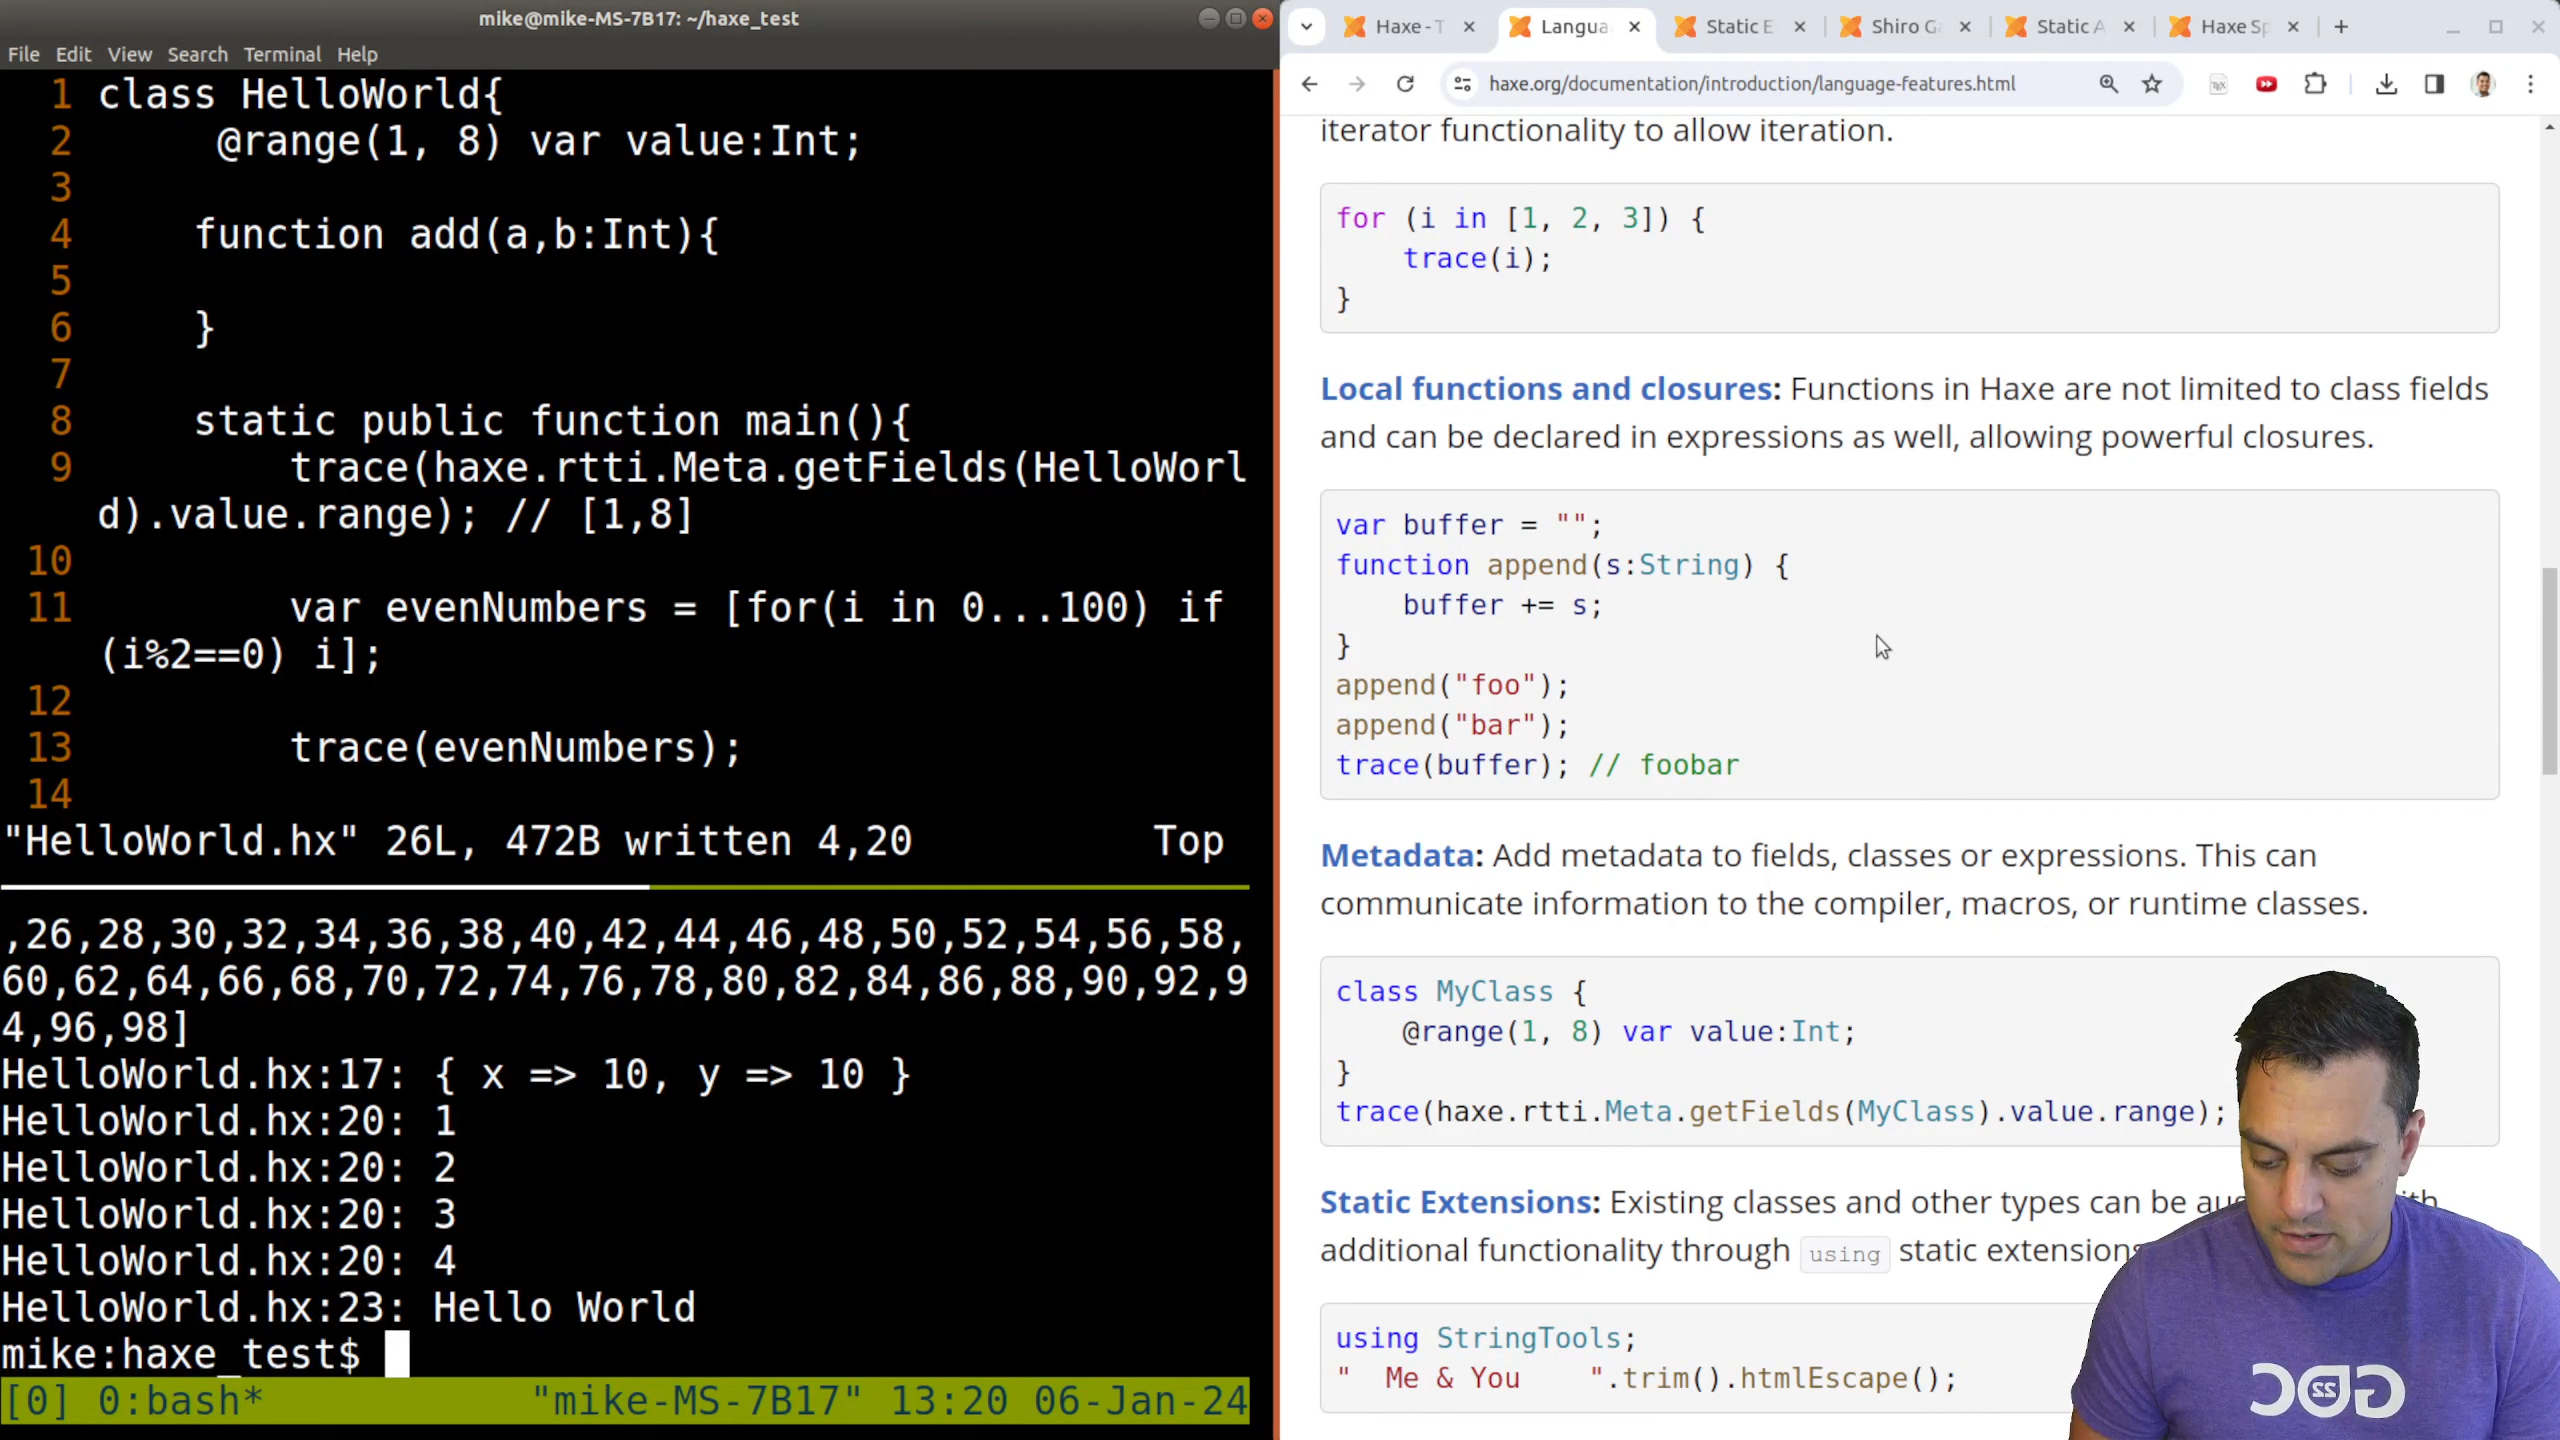 mike@mike-MS-7B17: ~/haxe_test
File Edit View Search Terminal Help
1 class HelloWorld{
2 @range(1, 8) var value:Int;
3
4 function add(a,b:Int){
5
6 }
7
8 static public function main(){
9 trace(haxe.rtti.Meta.getFields(HelloWorl
d).value.range); // [1,8]
10
11 var evenNumbers = [for(i in 0...100) if
(i%2==0) i];
12
13 trace(evenNumbers);
14
"HelloWorld.hx" 26L, 472B written 4,20 Top
,26,28,30,32,34,36,38,40,42,44,46,48,50,52,54,56,58,
60,62,64,66,68,70,72,74,76,78,80,82,84,86,88,90,92,9
4,96,98]
HelloWorld.hx:17: { x => 10, y => 10 }
HelloWorld.hx:20: 1
HelloWorld.hx:20: 2
HelloWorld.hx:20: 3
HelloWorld.hx:20: 4
HelloWorld.hx:23: Hello World
mike:haxe_test$
[0] 0:bash* "mike-MS-7B17" 13:20 06-Jan-24
Haxe - T Langua Static E Shiro Ga Static A Haxe Sp
haxe.org/documentation/introduction/language-features.html
iterator functionality to allow iteration.
for (i in [1, 2, 3]) {
trace(i);
}
Local functions and closures: Functions in Haxe are not limited to class fields
and can be declared in expressions as well, allowing powerful closures.
var buffer = "";
function append(s:String) {
buffer += s;
}
append("foo");
append("bar");
trace(buffer); // foobar
Metadata: Add metadata to fields, classes or expressions. This can
communicate information to the compiler, macros, or runtime classes.
class MyClass {
@range(1, 8) var value:Int;
}
trace(haxe.rtti.Meta.getFields(MyClass).value.range);
Static Extensions: Existing classes and other types can be
additional functionality through using static extensions
using StringTools;
" Me & You ".trim().htmlEscape();
GDC 22